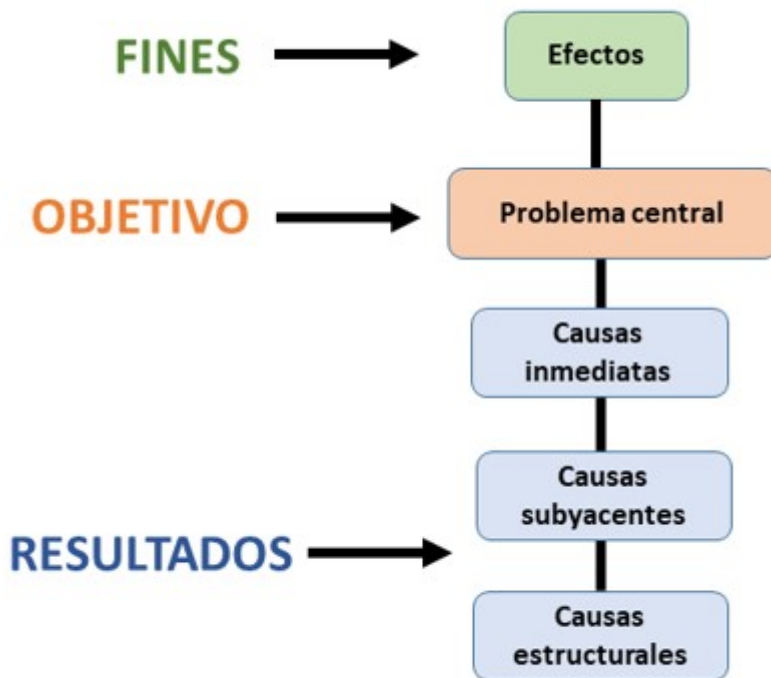 FINES
Efectos
OBJETIVO
Problema central
Causas
inmediatas
Causas
subyacentes
RESULTADOS
Causas
estructurales